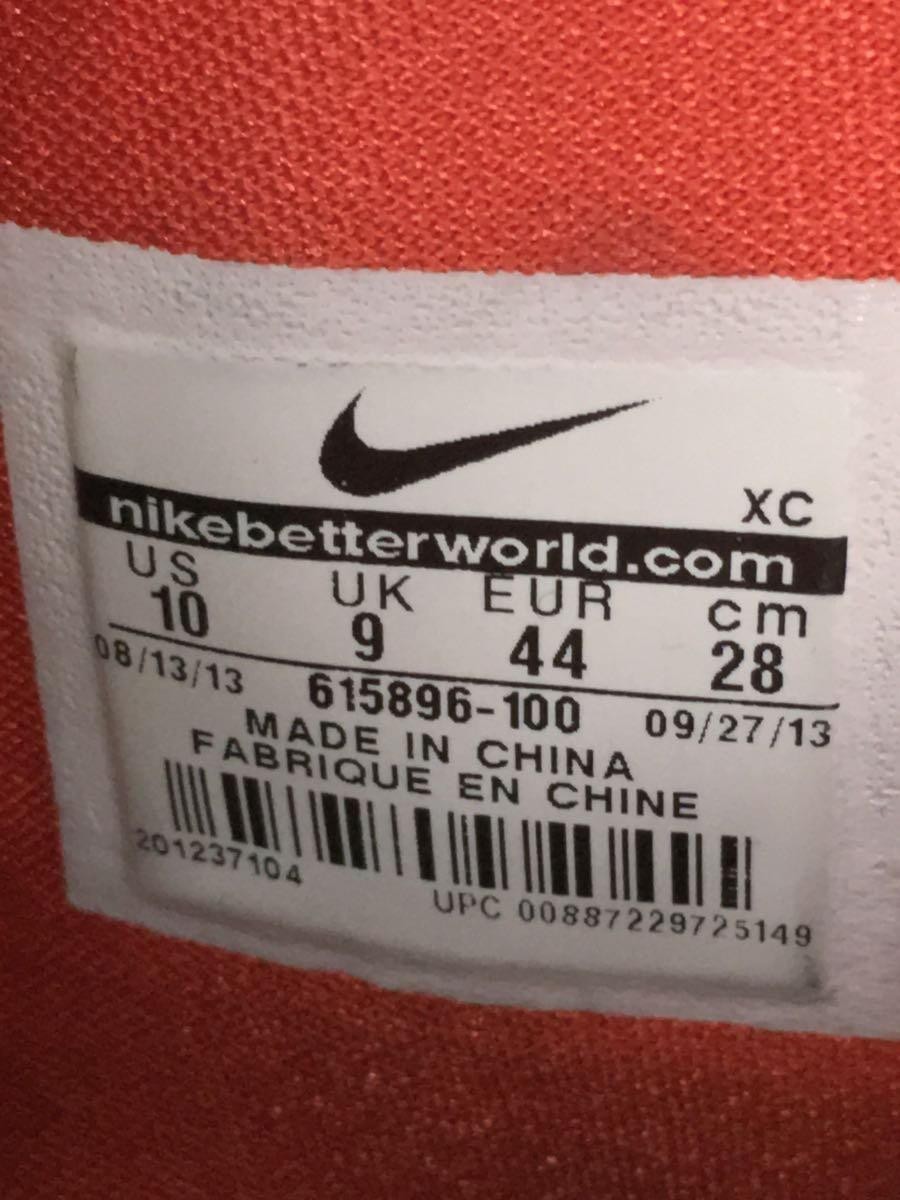 XC
nikebetterworld.com
US UK EUR cm
10 9 44 28
08/13/13 615896-100 09/27/13
MADE IN CHINA
FABRIQUE EN CHINE
201237104
UPC 00887229725149